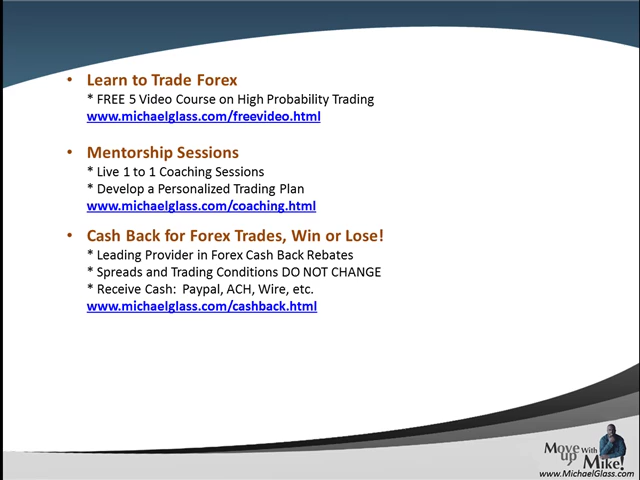 • Learn to Trade Forex
* FREE 5 Video Course on High Probability Trading
www.michaelglass.com/freevideo.html
• Mentorship Sessions
* Live 1 to 1 Coaching Sessions
* Develop a Personalized Trading Plan
www.michaelglass.com/coaching.html
• Cash Back for Forex Trades, Win or Lose!
* Leading Provider in Forex Cash Back Rebates
* Spreads and Trading Conditions DO NOT CHANGE
* Receive Cash:  Paypal, ACH, Wire, etc.
www.michaelglass.com/cashback.html
Move up With Mike!
www.MichaelGlass.com